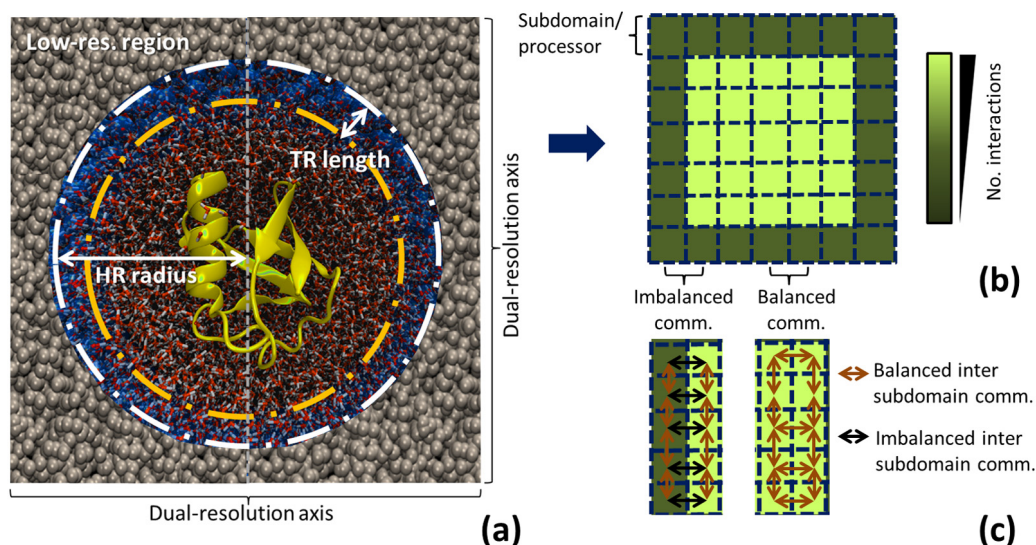 Low-res. region
TR length
HR radius
Dual-resolution axis
Dual-resolution axis
(a)
Subdomain/
processor
No. interactions
(b)
Imbalanced
comm.
Balanced
comm.
Balanced inter
subdomain comm.
Imbalanced inter
subdomain comm.
(c)